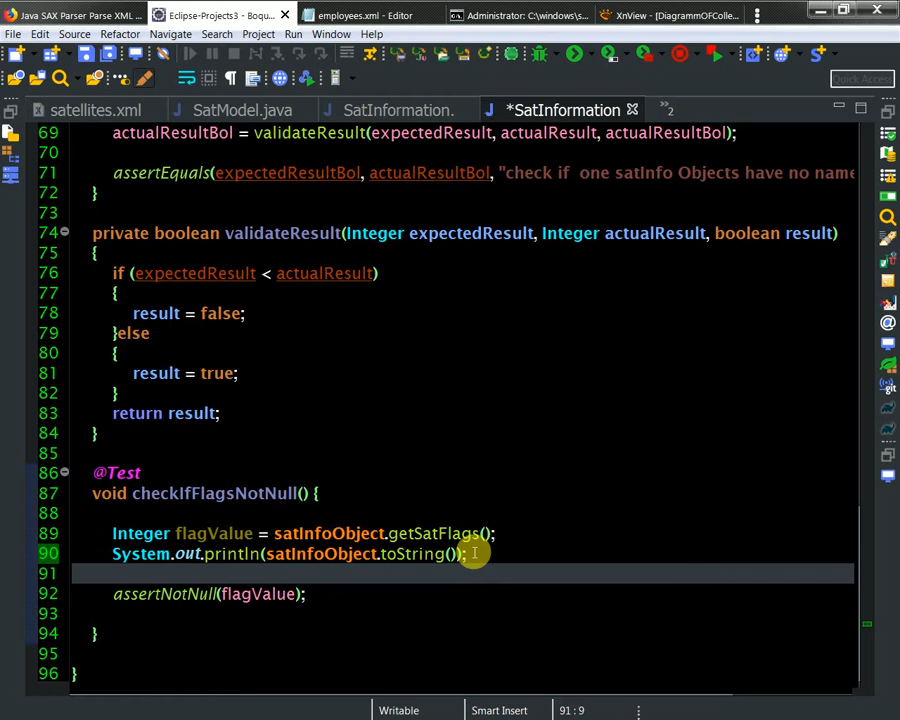 Java SAX Parser Parse XML ...
Eclipse-Projects3 - Boqu...
employees.xml - Editor
Administrator: C:\windows\s...
XnView - [DiagrammOFColle...
File Edit Source Refactor Navigate Search Project Run Window Help
Quick Access
satellites.xml
SatModel.java
SatInformation.
*SatInformation
»2
69 actualResultBol = validateResult(expectedResult, actualResult, actualResultBol);
70
71 assertEquals(expectedResultBol, actualResultBol, "check if one satInfo Objects have no name
72 }
73
74 private boolean validateResult(Integer expectedResult, Integer actualResult, boolean result)
75 {
76 if (expectedResult < actualResult)
77 {
78 result = false;
79 }else
80 {
81 result = true;
82 }
83 return result;
84 }
85
86 @Test
87 void checkIfFlagsNotNull() {
88
89 Integer flagValue = satInfoObject.getSatFlags();
90 System.out.println(satInfoObject.toString());
91
92 assertNotNull(flagValue);
93
94 }
95
96 }
Writable Smart Insert 91 : 9